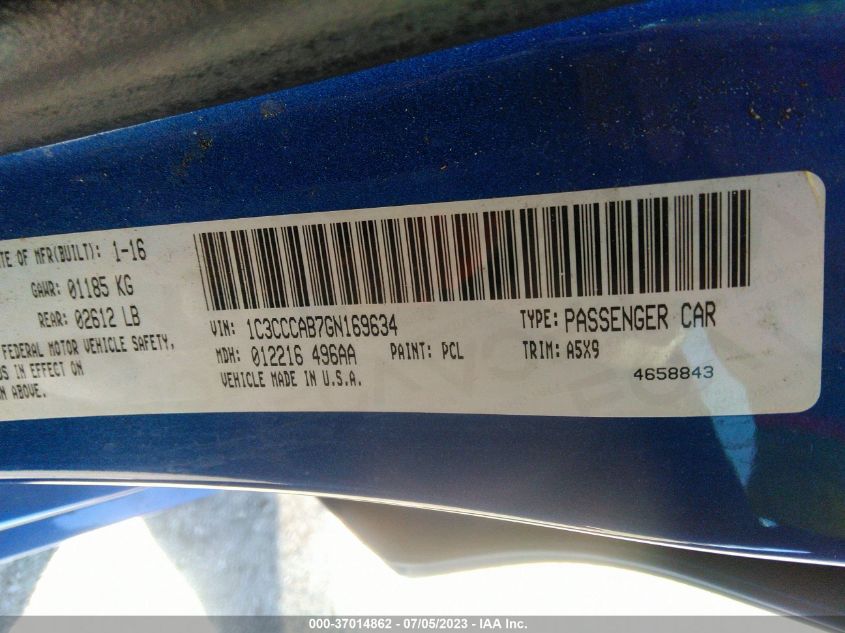 TE OF MFR(BUILT): 1-16
GAWR: 01185 KG
REAR: 02612 LB
FEDERAL MOTOR VEHICLE SAFETY,
S IN EFFECT ON
N ABOVE.
VIN: 1C3CCCAB7GN169634
TYPE: PASSENGER CAR
MDH: 012216 496AA
PAINT: PCL
TRIM: A5X9
VEHICLE MADE IN U.S.A.
4658843
000-37014862 - 07/05/2023 - IAA Inc.